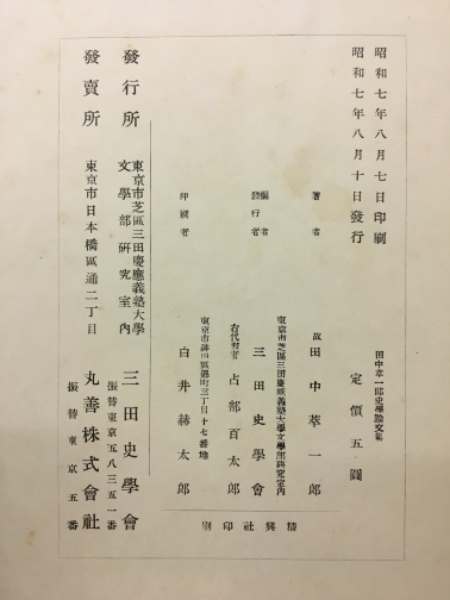 昭和七年八月七日印刷
昭和七年八月十日發行
田中萃一郎史學論文集
定價五圓
著者
故 田中萃一郎
東京市芝區三田慶應義塾大學文學部研究室內
編者
發行者
三田史學會
右代表者 占部百太郎
東京市神田區錦町三丁目十七番地
印刷者
白井赫太郎
精興社印刷
發行所
東京市芝區三田慶應義塾大學
文學部研究室內
三田史學會
振替東京五八三五一番
發賣所
東京市日本橋區通二丁目
丸善株式會社
振替東京五番